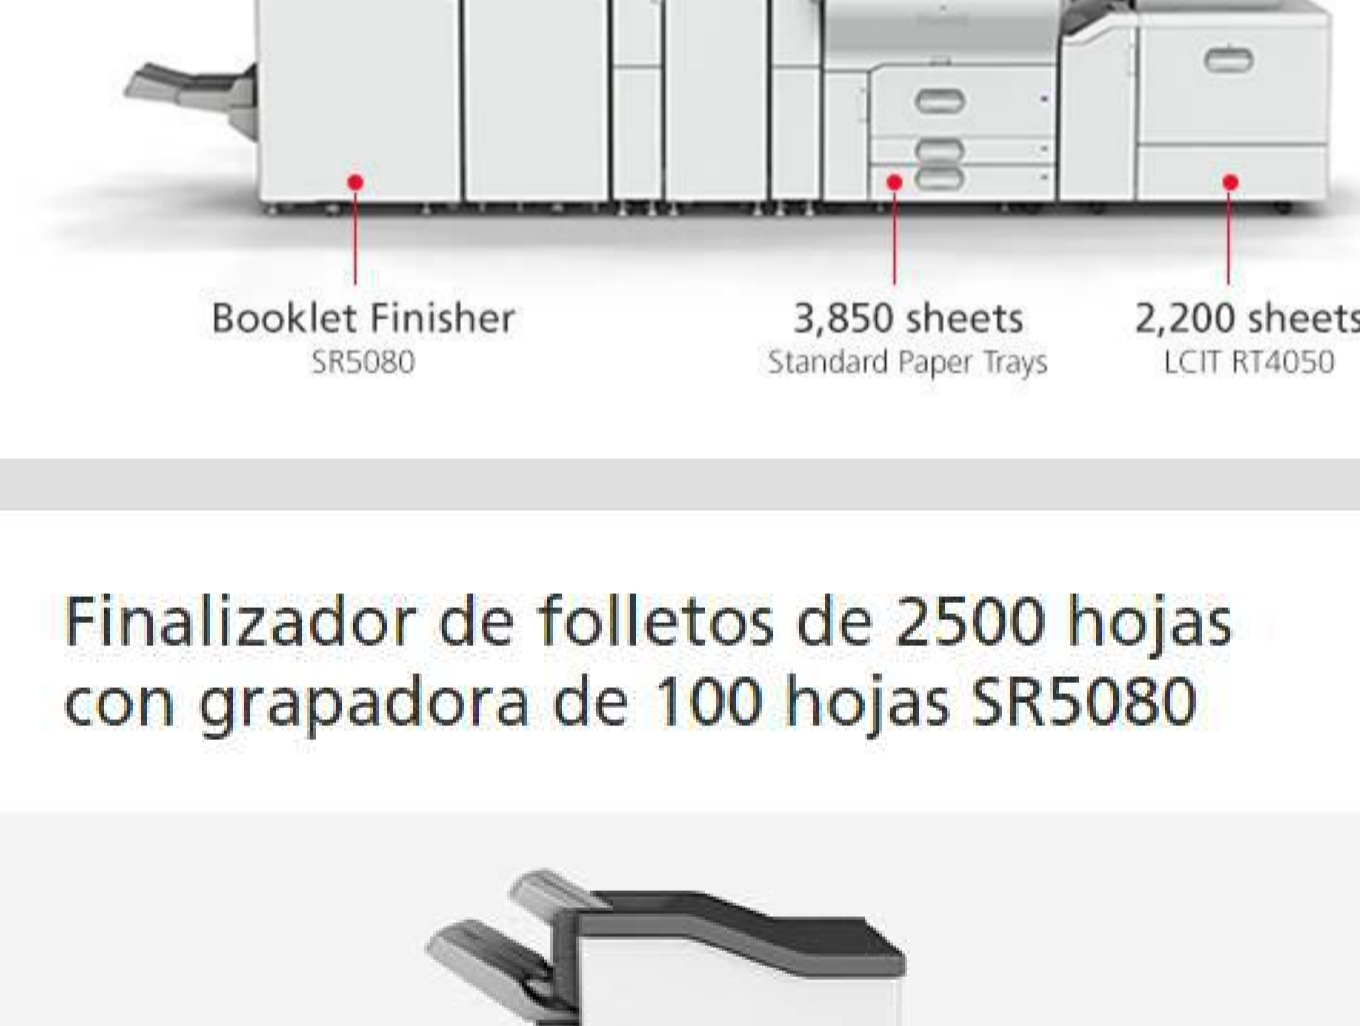 Booklet Finisher
SR5080
3,850 sheets
Standard Paper Trays
2,200 sheets
LCIT RT4050
Finalizador de folletos de 2500 hojas
con grapadora de 100 hojas SR5080